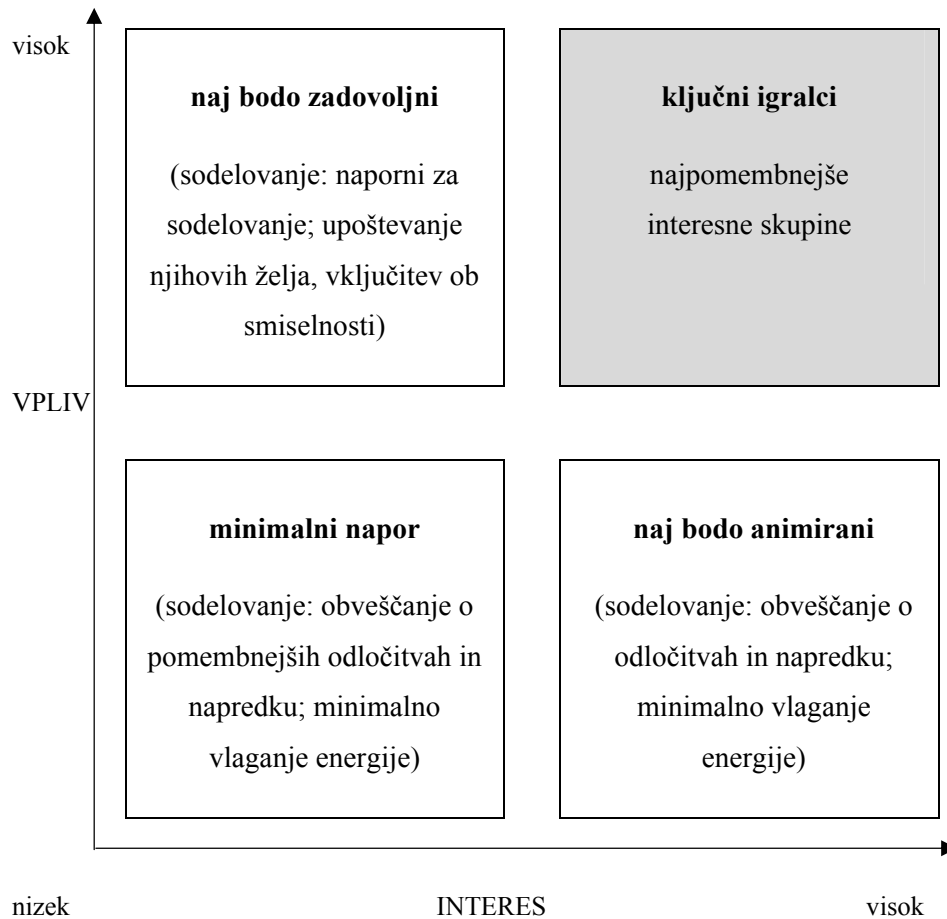 visok
naj bodo zadovoljni
(sodelovanje: naporni za
sodelovanje; upoštevanje
njihovih želja, vključitev ob
smiselnosti)
ključni igralci
najpomembnejše
interesne skupine
VPLIV
minimalni napor
(sodelovanje: obveščanje o
pomembnejših odločitvah in
napredku; minimalno
vlaganje energije)
naj bodo animirani
(sodelovanje: obveščanje o
odločitvah in napredku;
minimalno vlaganje
energije)
nizek INTERES visok